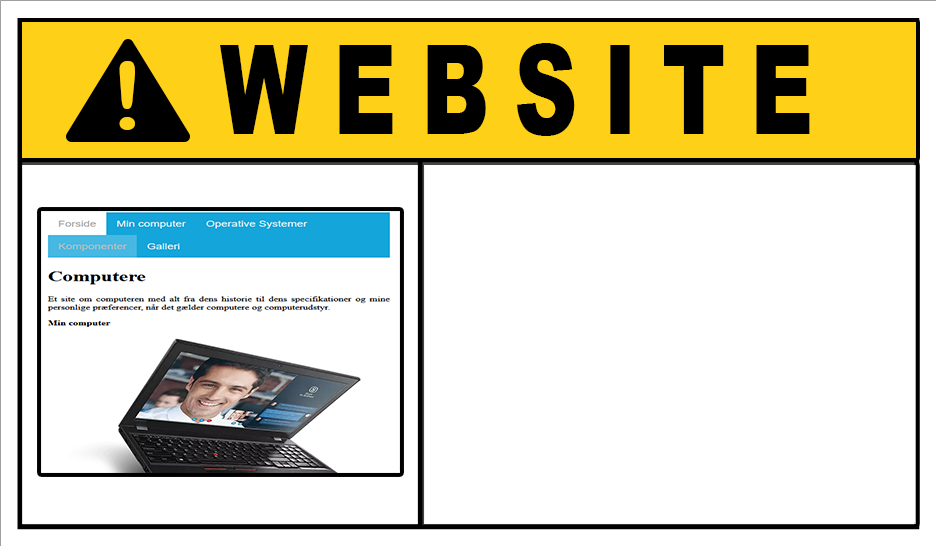 WEBSITE
Forside Min computer Operative Systemer
Komponenter Galleri
Computere
Et site om computeren med alt fra dens historie til dens specifikationer og mine
personlige præferencer, når det gælder computere og computerudstyr.
Min computer